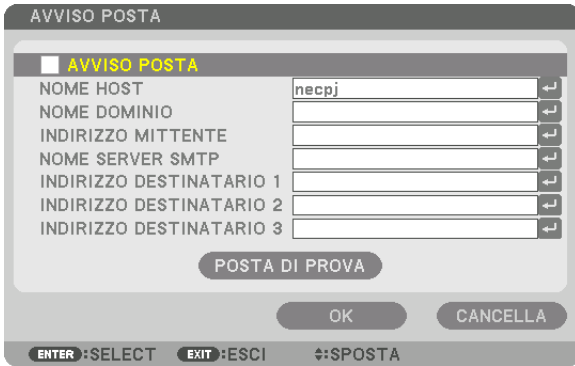 AVVISO POSTA
AVVISO POSTA
NOME HOST necpj
NOME DOMINIO
INDIRIZZO MITTENTE
NOME SERVER SMTP
INDIRIZZO DESTINATARIO 1
INDIRIZZO DESTINATARIO 2
INDIRIZZO DESTINATARIO 3
POSTA DI PROVA
OK CANCELLA
ENTER :SELECT EXIT :ESCI :SPOSTA